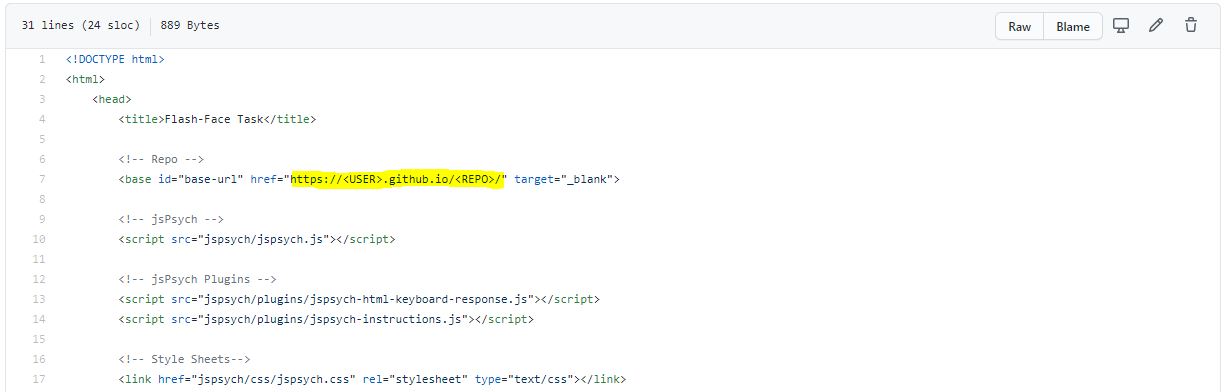 31 lines (24 sloc) 889 Bytes Raw Blame
1 <!DOCTYPE html>
2 <html>
3 <head>
4 <title>Flash-Face Task</title>
5
6 <!-- Repo -->
7 <base id="base-url" href="https://<USER>.github.io/<REPO>/" target="_blank">
8
9 <!-- jsPsych -->
10 <script src="jspsych/jspsych.js"></script>
11
12 <!-- jsPsych Plugins -->
13 <script src="jspsych/plugins/jspsych-html-keyboard-response.js"></script>
14 <script src="jspsych/plugins/jspsych-instructions.js"></script>
15
16 <!-- Style Sheets-->
17 <link href="jspsych/css/jspsych.css" rel="stylesheet" type="text/css"></link>